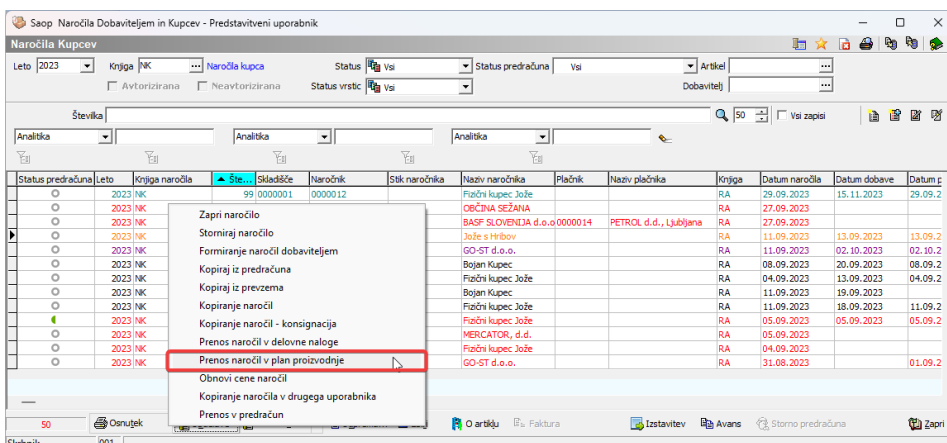 Saop Naročila Dobaviteljem in Kupcev - Predstavitveni uporabnik
Naročila Kupcev
Leto 2023 Knjiga NK ... Naročila kupca Status Vsi Status predračuna Vsi Artikel ...
Avtorizirana Neavtorizirana Status vrstic Vsi Dobavitelj ...
Številka 50 Vsi zapisi
Analitika Analitika Analitika
Status predračuna Leto Knjiga naročila Šte... Skladišče Naročnik Stik naročnika Naziv naročnika Plačnik Naziv plačnika Knjiga Datum naročila Datum dobave Datum p
2023 NK 99 0000001 0000012 Fizični kupec Jože RA 29.09.2023 15.11.2023 29.09.2
2023 NK OBČINA SEŽANA RA 27.09.2023
2023 NK BASF SLOVENIJA d.o.o 0000014 PETROL d.d., Ljubljana RA 27.09.2023
2023 NK Jože s Hribov RA 11.09.2023 13.09.2023 13.09.2
2023 NK GO-ST d.o.o. RA 11.09.2023 02.10.2023 02.10.2
2023 NK Bojan Kupec RA 08.09.2023 20.09.2023 08.09.2
2023 NK Fizični kupec Jože RA 04.09.2023 13.09.2023 04.09.2
2023 NK Bojan Kupec RA 11.09.2023 19.09.2023
2023 NK Fizični kupec Jože RA 11.09.2023 18.09.2023 11.09.2
2023 NK Fizični kupec Jože RA 05.09.2023 05.09.2023 05.09.2
2023 NK MERCATOR, d.d. RA 05.09.2023
2023 NK Fizični kupec Jože RA 04.09.2023
2023 NK GO-ST d.o.o. RA 31.08.2023 01.09.2
Zapri naročilo
Storniraj naročilo
Formiranje naročil dobaviteljem
Kopiraj iz predračuna
Kopiraj iz prevzema
Kopiranje naročil
Kopiranje naročil - konsignacija
Prenos naročil v delovne naloge
Prenos naročil v plan proizvodnje
Obnovi cene naročil
Kopiranje naročila v drugega uporabnika
Prenos v predračun
50 Osnutek O artiklu Faktura Izstavitev Avans Storno predračuna Zapri
Skrbnik 001